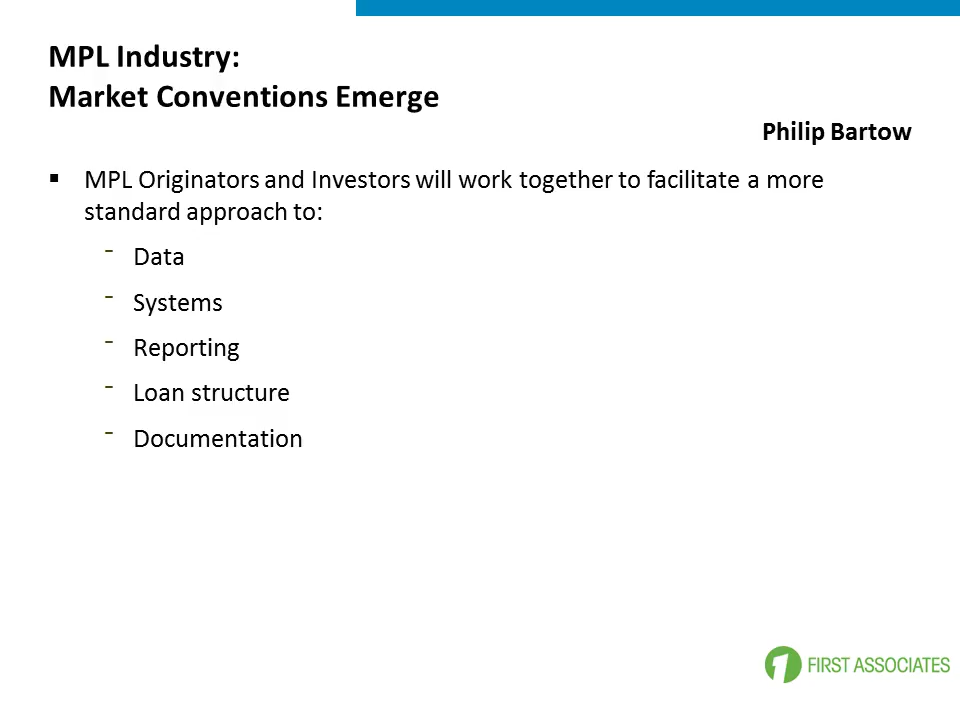 MPL Industry:
Market Conventions Emerge
Philip Bartow
▪ MPL Originators and Investors will work together to facilitate a more
standard approach to:
- Data
- Systems
- Reporting
- Loan structure
- Documentation
1 FIRST ASSOCIATES